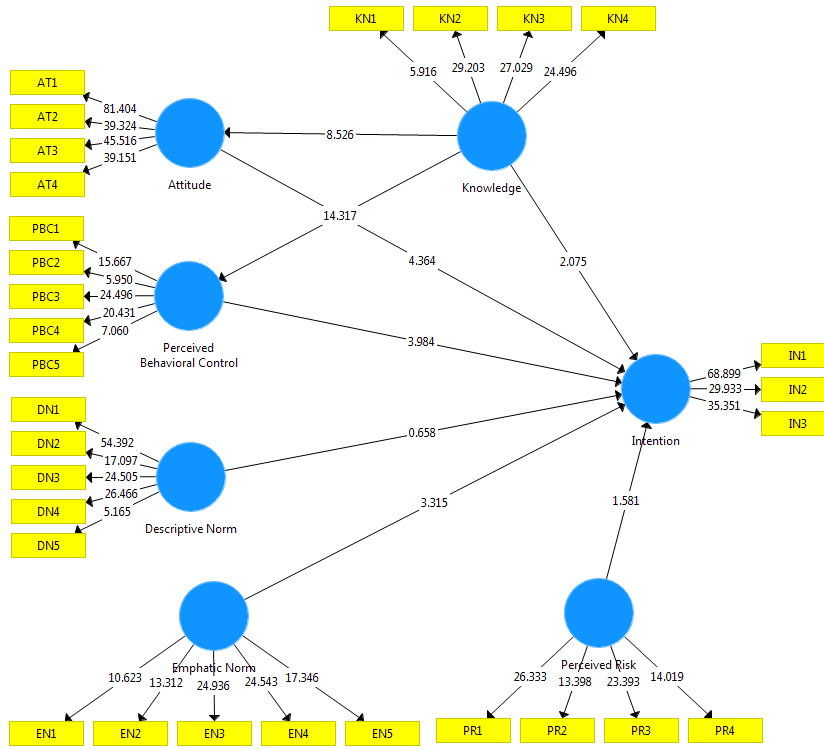 KN1
KN2
KN3
KN4
5.916
29.203
27.029
24.496
AT1
AT2
AT3
AT4
81.404
39.324
45.516
39.151
Attitude
8.526
Knowledge
14.317
4.364
2.075
PBC1
PBC2
PBC3
PBC4
PBC5
15.667
5.950
24.496
20.431
7.060
Perceived
Behavioral Control
3.984
IN1
IN2
IN3
68.899
29.933
35.351
Intention
DN1
DN2
DN3
DN4
DN5
54.392
17.097
24.505
26.466
5.165
Descriptive Norm
0.658
3.315
1.581
Emphatic Norm
10.623
13.312
24.936
24.543
17.346
EN1
EN2
EN3
EN4
EN5
Perceived Risk
26.333
13.398
23.393
14.019
PR1
PR2
PR3
PR4